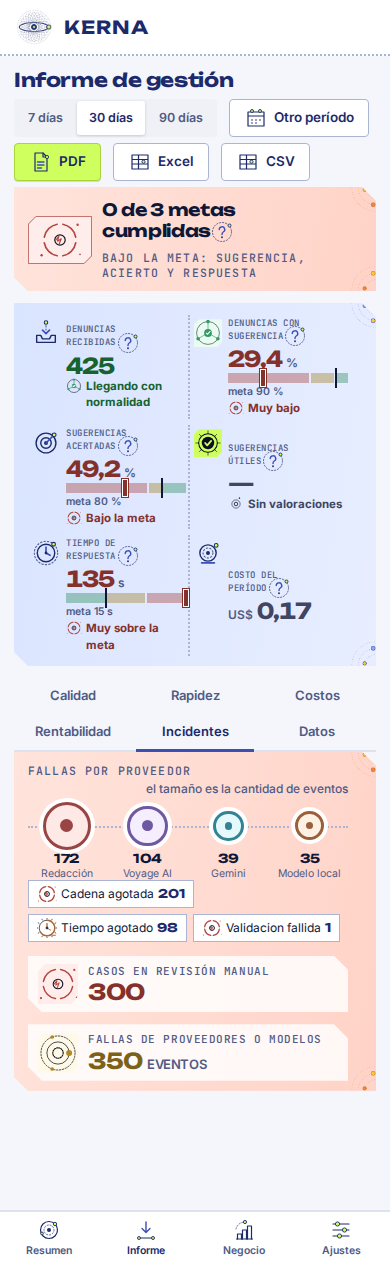 KERNA
Informe de gestión
7 días
30 días
90 días
Otro período
PDF
Excel
CSV
0 de 3 metas
cumplidas ?
BAJO LA META: SUGERENCIA,
ACIERTO Y RESPUESTA
DENUNCIAS
RECIBIDAS ?
425
Llegando con
normalidad
DENUNCIAS CON
SUGERENCIA ?
29,4 %
meta 90 %
Muy bajo
SUGERENCIAS
ACERTADAS ?
49,2 %
meta 80 %
Bajo la meta
SUGERENCIAS
ÚTILES ?
—
Sin valoraciones
TIEMPO DE
RESPUESTA ?
135 s
meta 15 s
Muy sobre la
meta
COSTO DEL
PERÍODO ?
US$ 0,17
Calidad
Rapidez
Costos
Rentabilidad
Incidentes
Datos
FALLAS POR PROVEEDOR
el tamaño es la cantidad de eventos
172
Redacción
104
Voyage AI
39
Gemini
35
Modelo local
Cadena agotada 201
Tiempo agotado 98
Validacion fallida 1
CASOS EN REVISIÓN MANUAL
300
FALLAS DE PROVEEDORES O MODELOS
350 EVENTOS
Resumen
Informe
Negocio
Ajustes